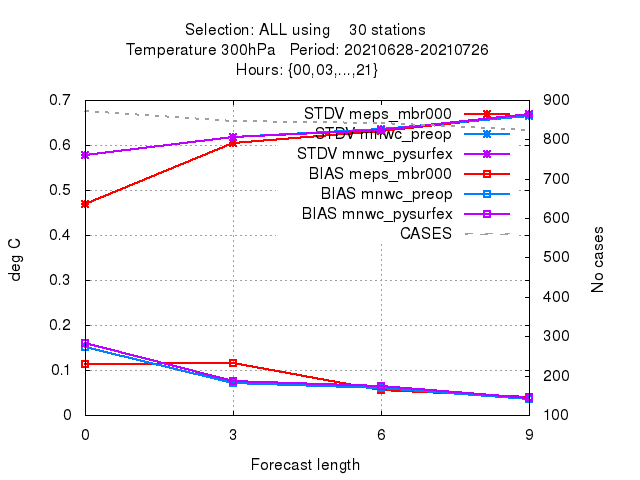 Selection: ALL using 30 stations
Temperature 300hPa Period: 20210628-20210726
Hours: {00,03,...,21}
0.7
0.6
0.5
0.4
0.3
0.2
0.1
0
deg C
STDV meps_mbr000
STDV mnwc_preop
STDV mnwc_pysurfex
BIAS meps_mbr000
BIAS mnwc_preop
BIAS mnwc_pysurfex
CASES
900
800
700
600
500
400
300
200
100
No cases
0 3 6 9
Forecast length